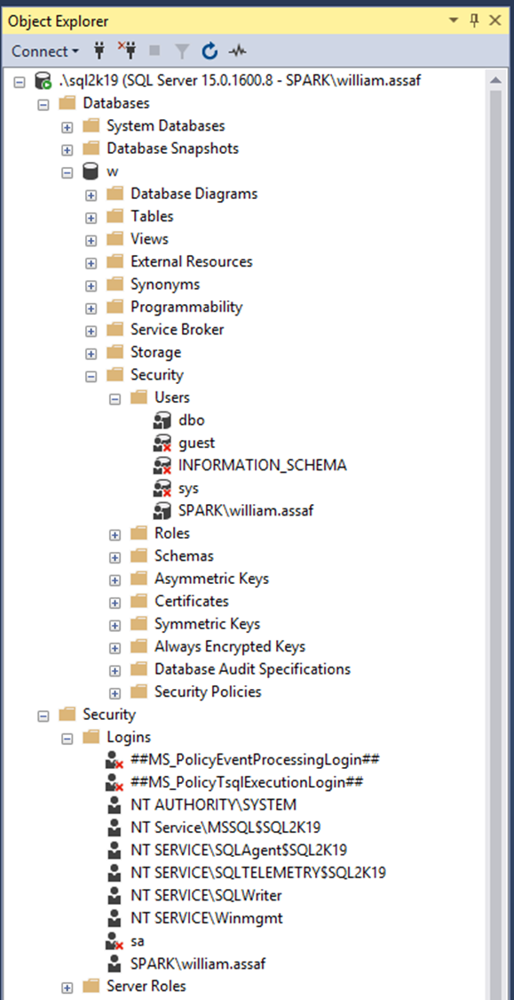 Object Explorer
Connect
.\sql2k19 (SQL Server 15.0.1600.8 - SPARK\william.assaf
Databases
System Databases
Database Snapshots
w
Database Diagrams
Tables
Views
External Resources
Synonyms
Programmability
Service Broker
Storage
Security
Users
dbo
guest
INFORMATION_SCHEMA
sys
SPARK\william.assaf
Roles
Schemas
Asymmetric Keys
Certificates
Symmetric Keys
Always Encrypted Keys
Database Audit Specifications
Security Policies
Security
Logins
##MS_PolicyEventProcessingLogin##
##MS_PolicyTsqlExecutionLogin##
NT AUTHORITY\SYSTEM
NT Service\MSSQL$SQL2K19
NT SERVICE\SQLAgent$SQL2K19
NT SERVICE\SQLTELEMETRY$SQL2K19
NT SERVICE\SQLWriter
NT SERVICE\Winmgmt
sa
SPARK\william.assaf
Server Roles